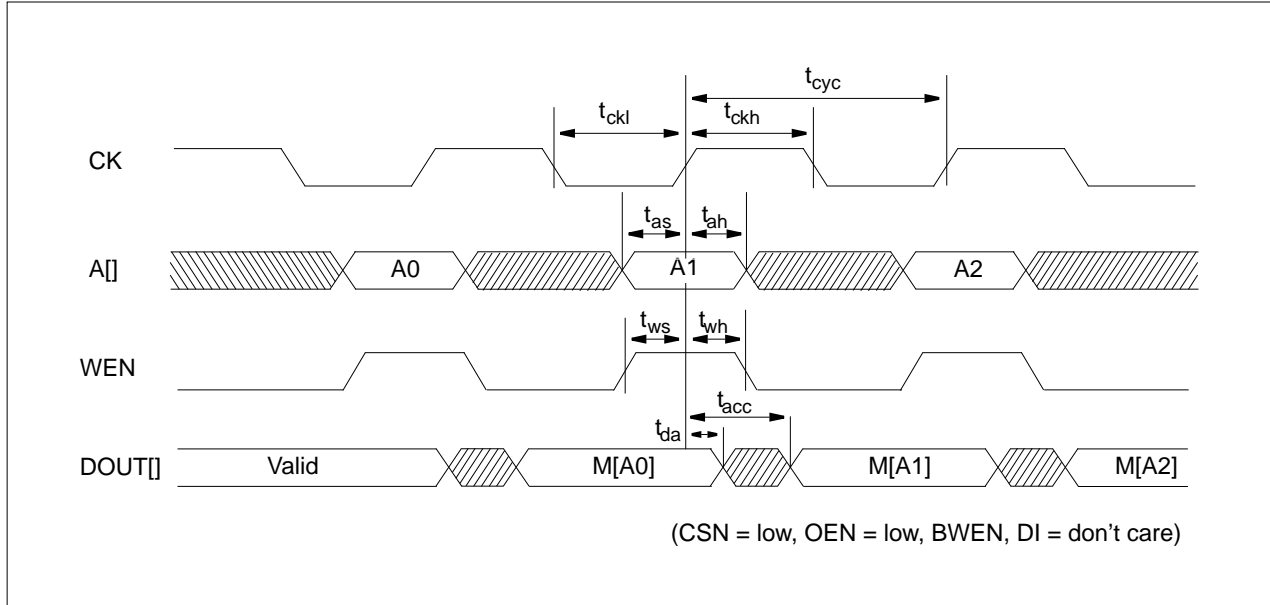 t_cyc
t_ckl t_ckh
CK
t_as t_ah
A[] A0 A1 A2
t_ws t_wh
WEN
t_acc
t_da
DOUT[] Valid M[A0] M[A1] M[A2]
(CSN = low, OEN = low, BWEN, DI = don't care)